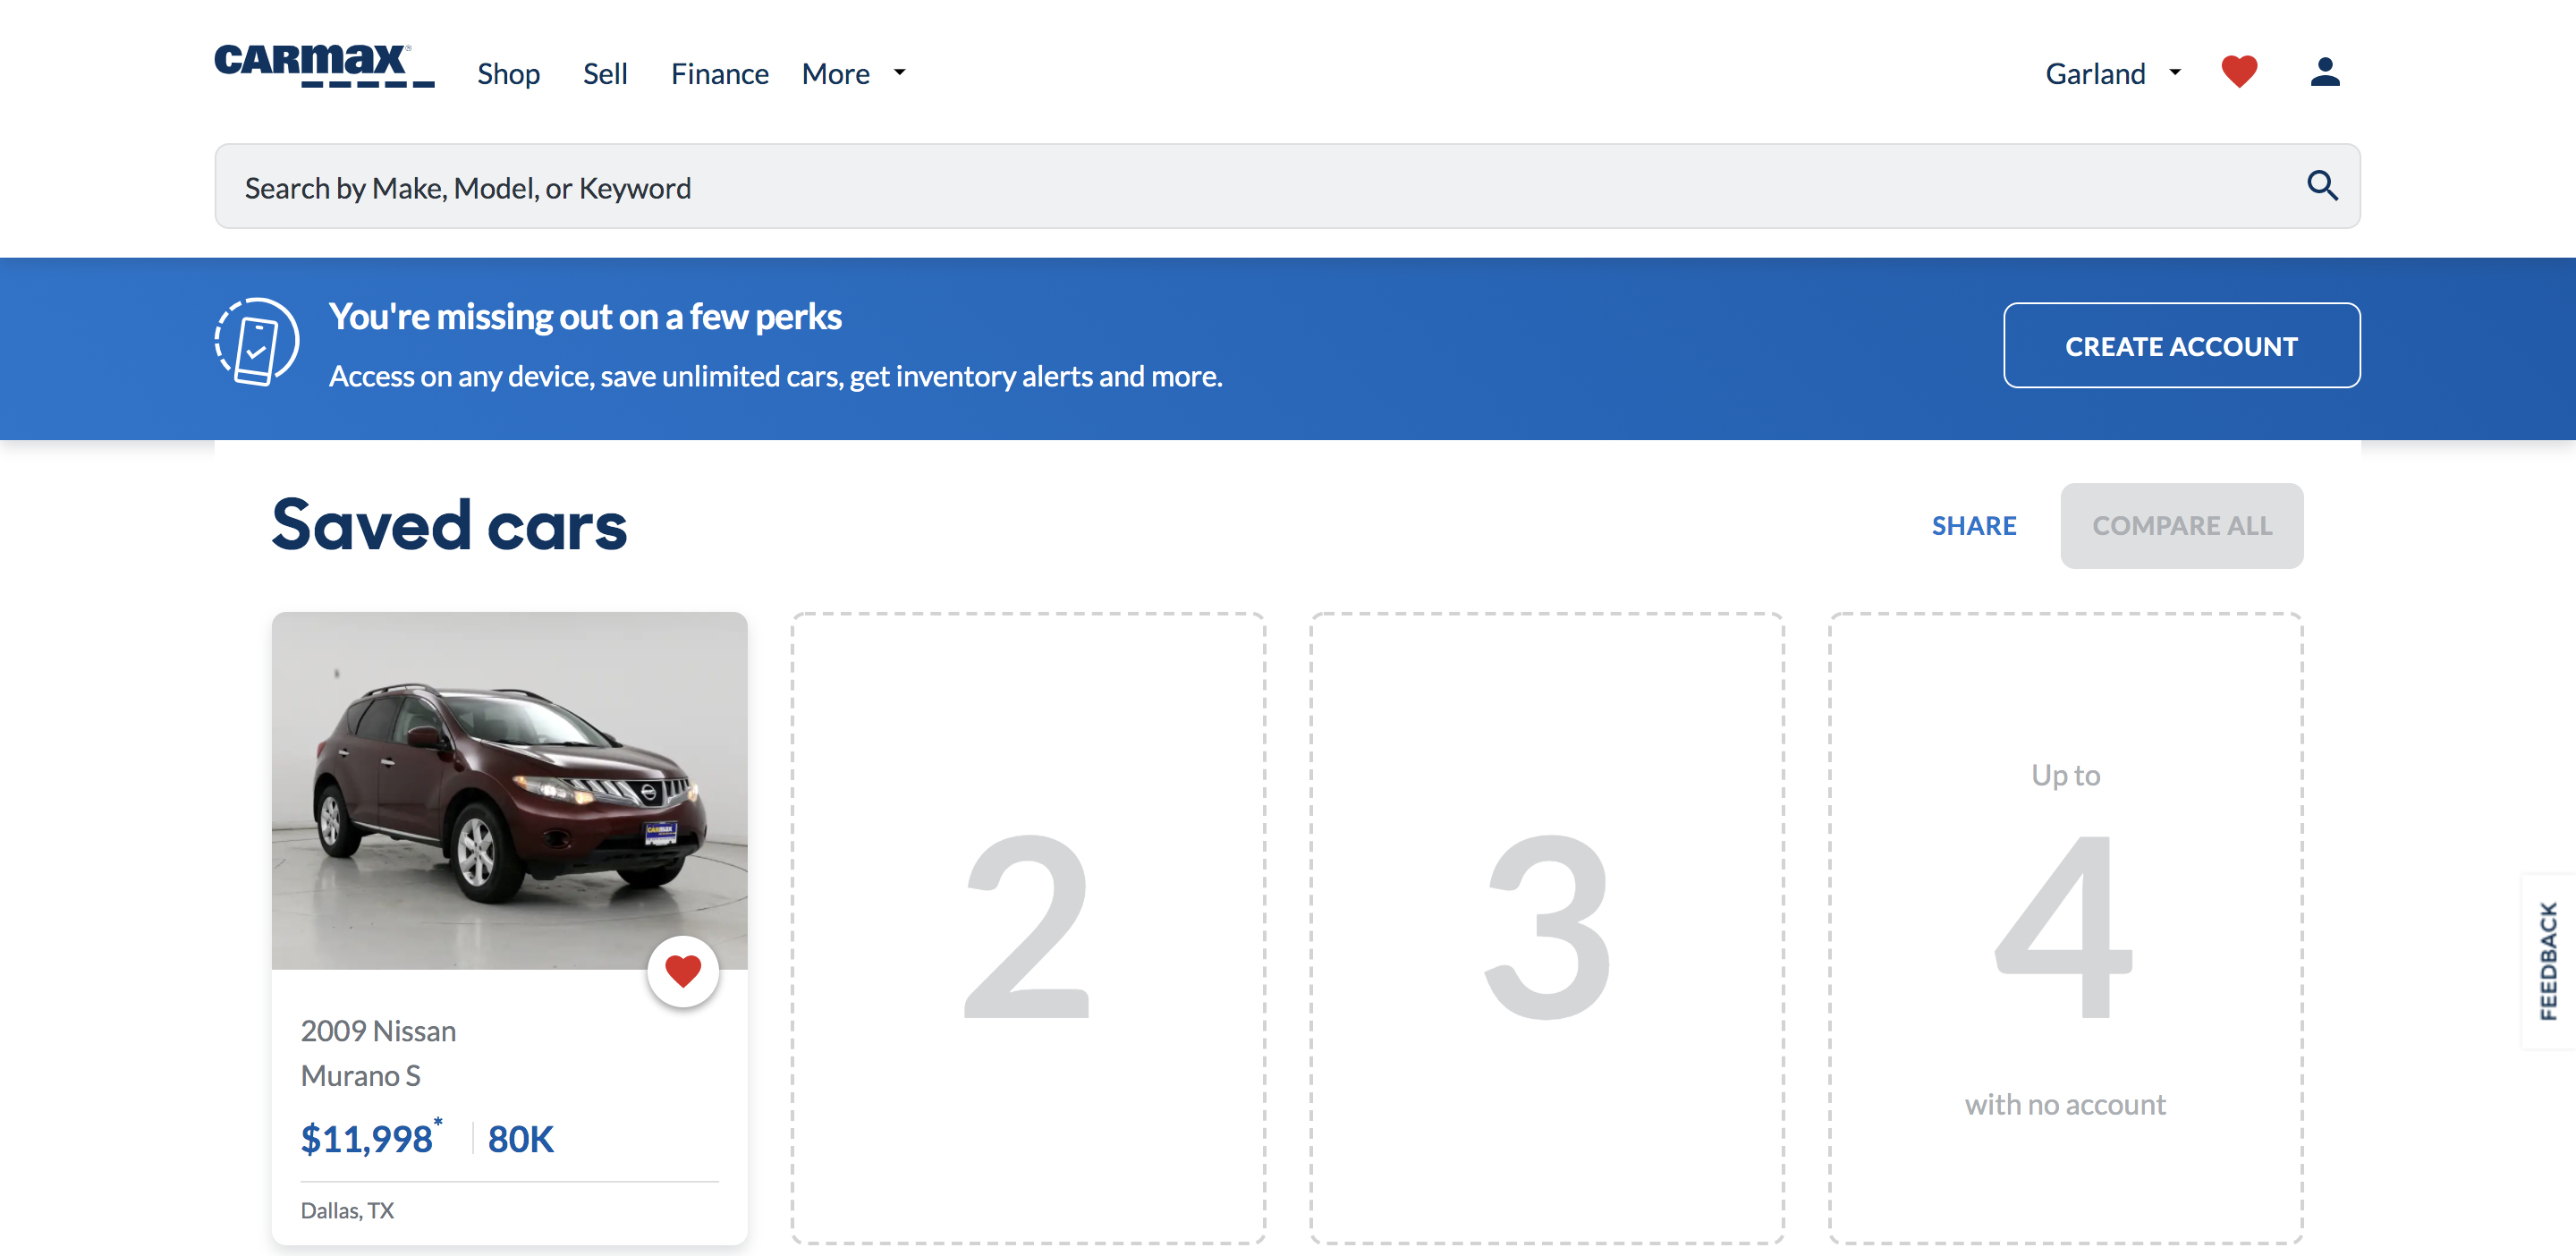 CARMAX
Shop Sell Finance More
Garland
Search by Make, Model, or Keyword
You're missing out on a few perks
Access on any device, save unlimited cars, get inventory alerts and more.
CREATE ACCOUNT
Saved cars
SHARE
COMPARE ALL
CARMAX
2009 Nissan
Murano S
$11,998* 80K
Dallas, TX
2
3
Up to
4
with no account
FEEDBACK